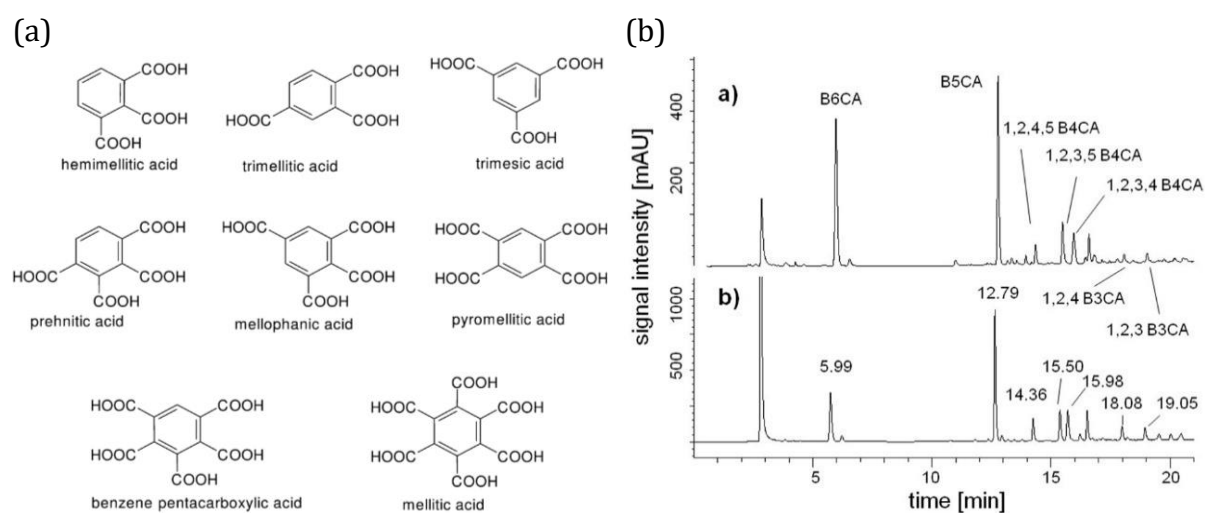 (a)
COOH
COOH
COOH
hemimellitic acid
COOH
HOOC
COOH
trimellitic acid
HOOC
COOH
COOH
trimesic acid
COOH
HOOC
COOH
COOH
prehnitic acid
HOOC
COOH
COOH
COOH
mellophanic acid
HOOC
COOH
HOOC
COOH
pyromellitic acid
HOOC
COOH
HOOC
COOH
COOH
benzene pentacarboxylic acid
COOH
HOOC
COOH
HOOC
COOH
COOH
mellitic acid
(b)
signal intensity [mAU]
400
200
a)
B6CA
B5CA
1,2,4,5 B4CA
1,2,3,5 B4CA
1,2,3,4 B4CA
1,2,4 B3CA
1,2,3 B3CA
1000
500
b)
5.99
12.79
14.36
15.50
15.98
18.08
19.05
5
10
15
20
time [min]